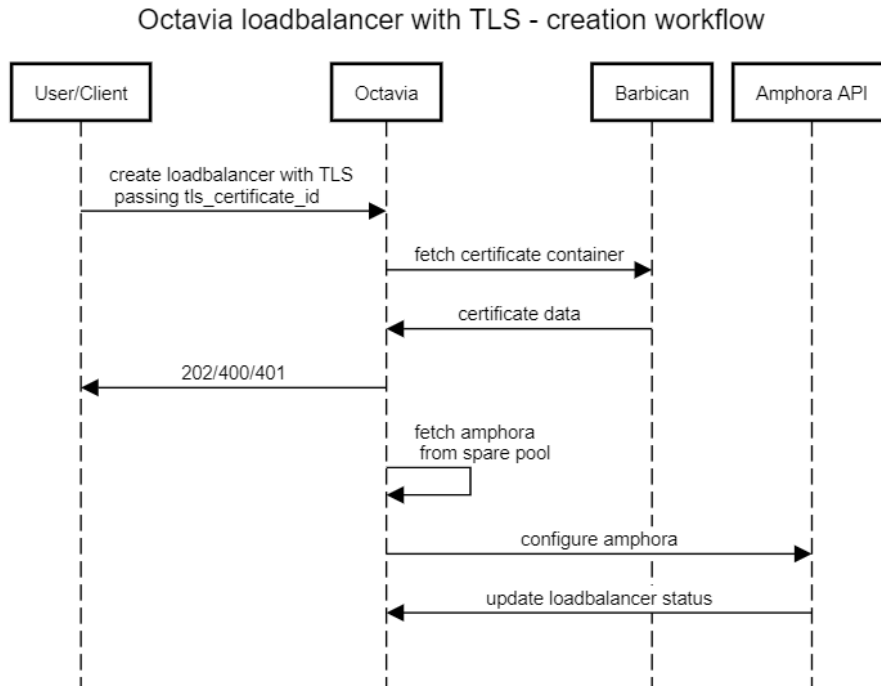 Octavia loadbalancer with TLS - creation workflow
User/Client
Octavia
Barbican
Amphora API
create loadbalancer with TLS
passing tls_certificate_id
fetch certificate container
certificate data
202/400/401
fetch amphora
from spare pool
configure amphora
update loadbalancer status